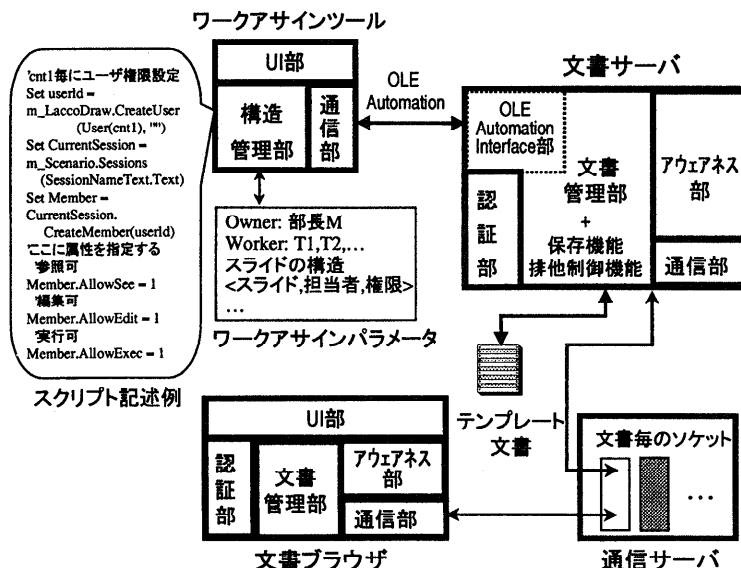 ワークアサインツール
UI部
構造
管理部
通信部
OLE
Automation
文書サーバ
OLE
Automation
Interface部
認証部
文書
管理部
+
保存機能
排他制御機能
アウェアネス
部
通信部
'cnt1毎にユーザ権限設定
Set userId =
m_LaccoDraw.CreateUser
(User(cnt1), "")
Set CurrentSession =
m_Scenario.Sessions
(SessionNameText.Text)
Set Member =
CurrentSession.
CreateMember(userId)
'ここに属性を指定する
'参照可
Member.AllowSee = 1
'編集可
Member.AllowEdit = 1
'実行可
Member.AllowExec = 1
スクリプト記述例
Owner: 部長M
Worker: T1,T2,…
スライドの構造
<スライド,担当者,権限>
…
ワークアサインパラメータ
テンプレート
文書
UI部
認証部
文書
管理部
アウェアネス
部
通信部
文書ブラウザ
文書毎のソケット
…
通信サーバ